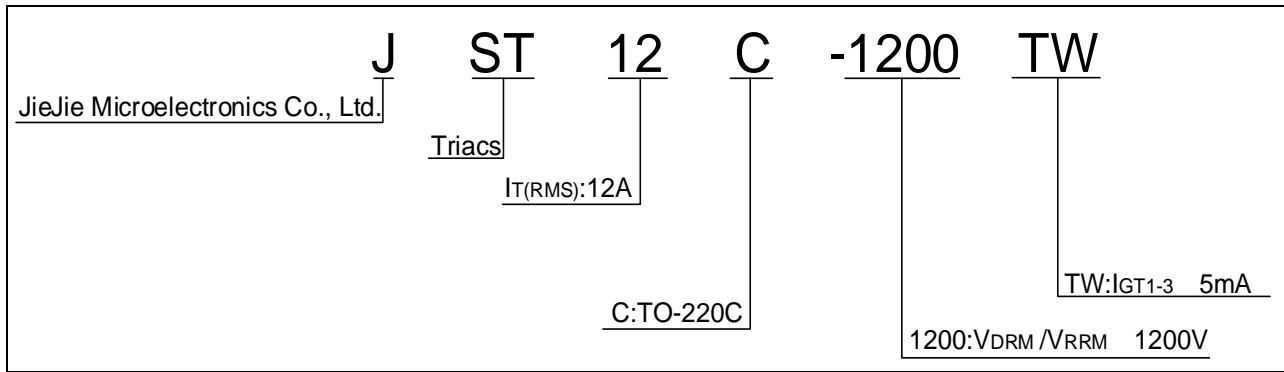 J ST 12 C -1200 TW
JieJie Microelectronics Co., Ltd.
Triacs
IT(RMS):12A
TW:IGT1-3 5mA
C:TO-220C
1200:VDRM /VRRM 1200V